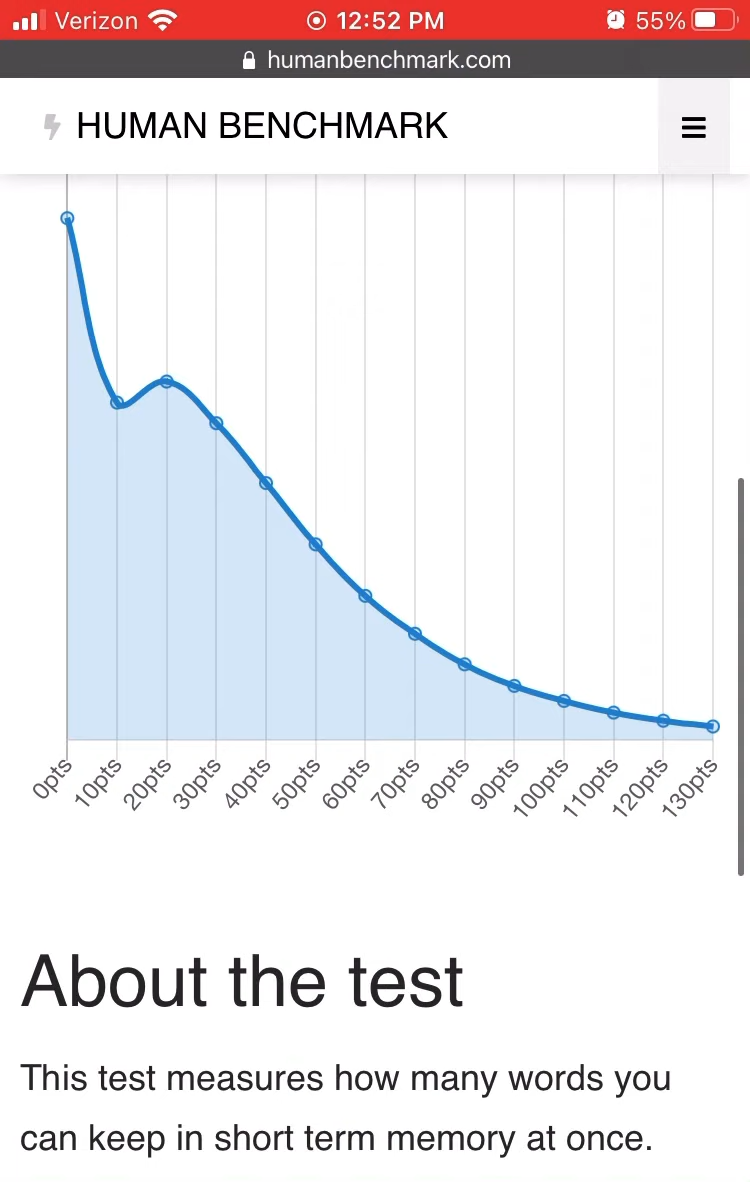 Verizon 12:52 PM 55%
humanbenchmark.com
HUMAN BENCHMARK
0pts 10pts 20pts 30pts 40pts 50pts 60pts 70pts 80pts 90pts 100pts 110pts 120pts 130pts
About the test
This test measures how many words you
can keep in short term memory at once.